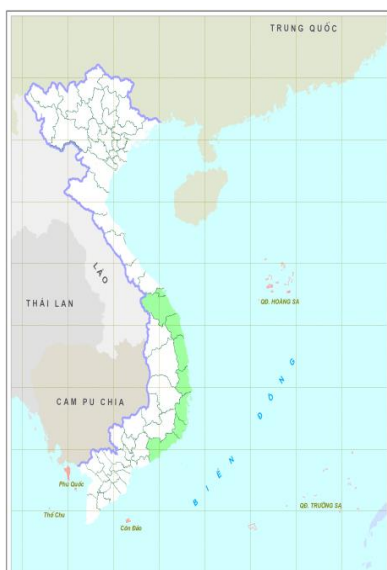 TRUNG QUỐC
LÀO
QĐ. HOÀNG SA
THÁI LAN
BIỂN ĐÔNG
CAM PU CHIA
Phú Quốc
Thổ Chu
Côn Đảo
QĐ. TRƯỜNG SA